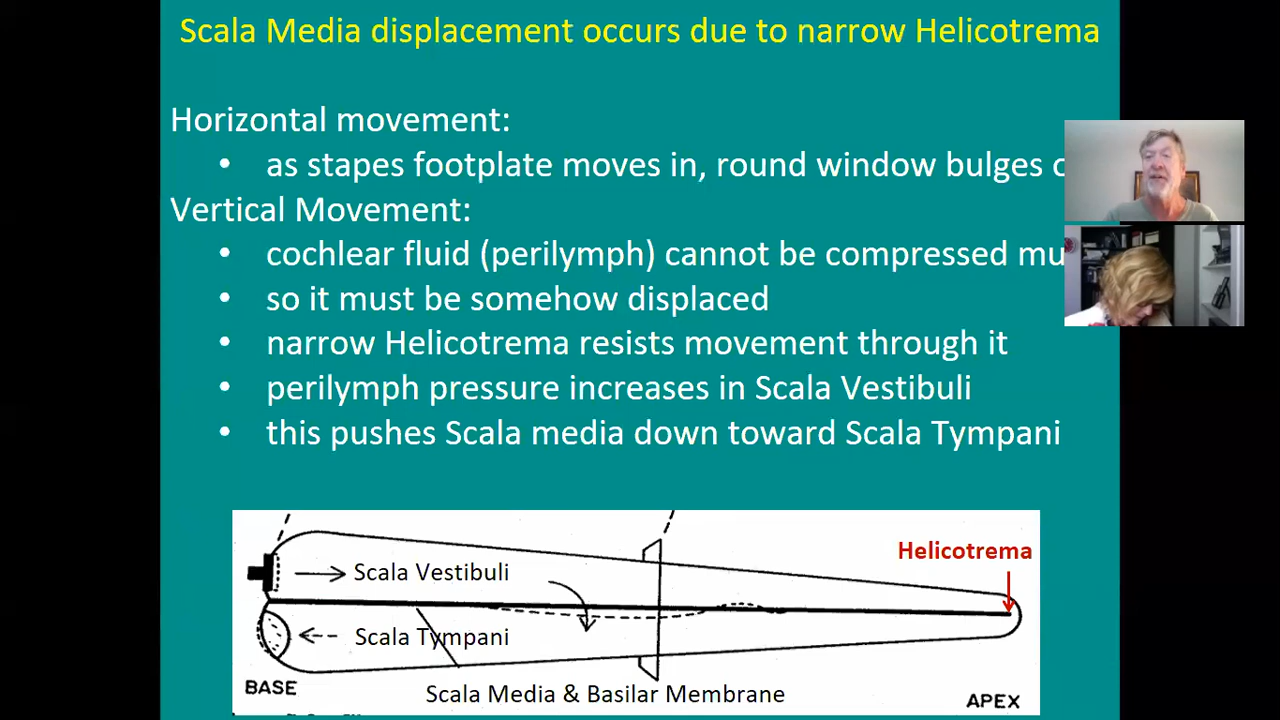 Scala Media displacement occurs due to narrow Helicotrema
Horizontal movement:
• as stapes footplate moves in, round window bulges
Vertical Movement:
• cochlear fluid (perilymph) cannot be compressed
• so it must be somehow displaced
• narrow Helicotrema resists movement through it
• perilymph pressure increases in Scala Vestibuli
• this pushes Scala media down toward Scala Tympani
Helicotrema
Scala Vestibuli
Scala Tympani
BASE
Scala Media & Basilar Membrane
APEX